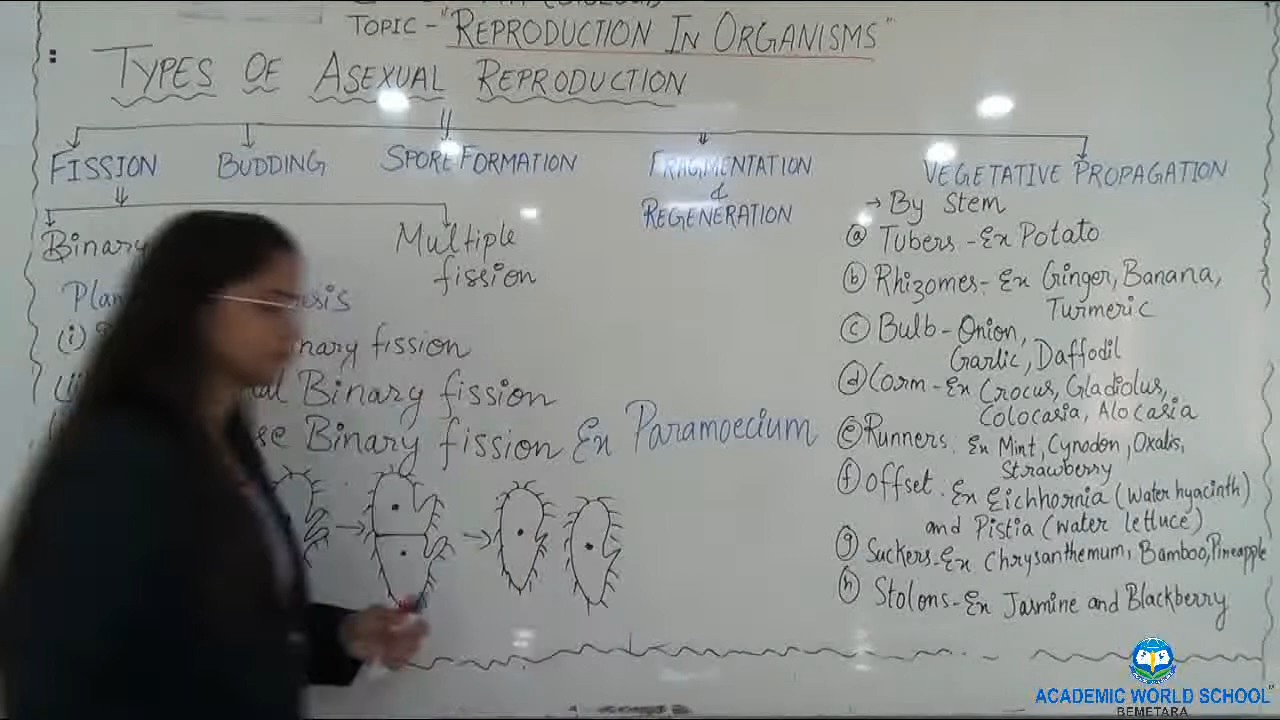 TOPIC - "REPRODUCTION IN ORGANISMS"
: TYPES OF ASEXUAL REPRODUCTION
FISSION
BUDDING
SPORE FORMATION
FRAGMENTATION
&
REGENERATION
VEGETATIVE PROPAGATION
Binary
Multiple
fission
(i)
fission
Binary fission
Binary fission Ex Paramoecium
→ By Stem
(a) Tubers - Ex Potato
(b) Rhizomes - Ex Ginger, Banana,
Turmeric
(c) Bulb - Onion,
Garlic, Daffodil
(d) Corm - Ex Crocus, Gladiolus,
Colocasia, Alocasia
(e) Runners. Ex Mint, Cynodon, Oxalis,
Strawberry
(f) Offset. Ex Eichhornia (Water hyacinth)
and Pistia (Water lettuce)
(g) Suckers - Ex Chrysanthemum, Bamboo, Pineapple
(h) Stolons - Ex Jasmine and Blackberry
ACADEMIC WORLD SCHOOL
BEMETARA